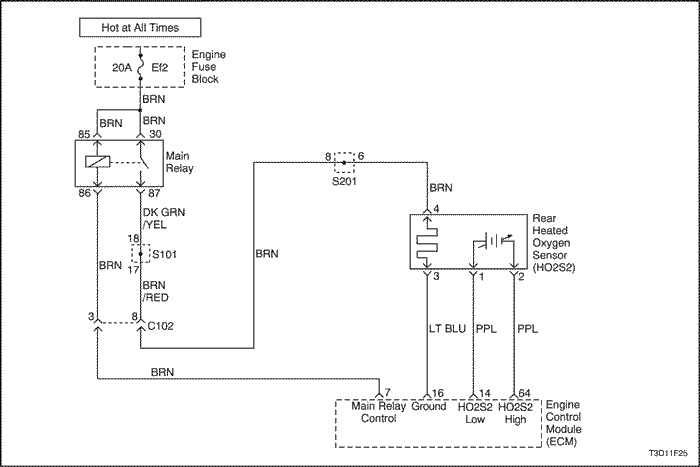 Hot at All Times
20A Ef2
Engine
Fuse
Block
BRN
BRN
BRN
85
30
Main
Relay
86
87
DK GRN
/YEL
18
S101
17
BRN
BRN
/RED
3
8
C102
BRN
BRN
8
6
S201
BRN
4
Rear
Heated
Oxygen
Sensor
(HO2S2)
3
1
2
LT BLU
PPL
PPL
7
16
14
64
Main Relay
Control
Ground
HO2S2
Low
HO2S2
High
Engine
Control
Module
(ECM)
T3D11F25